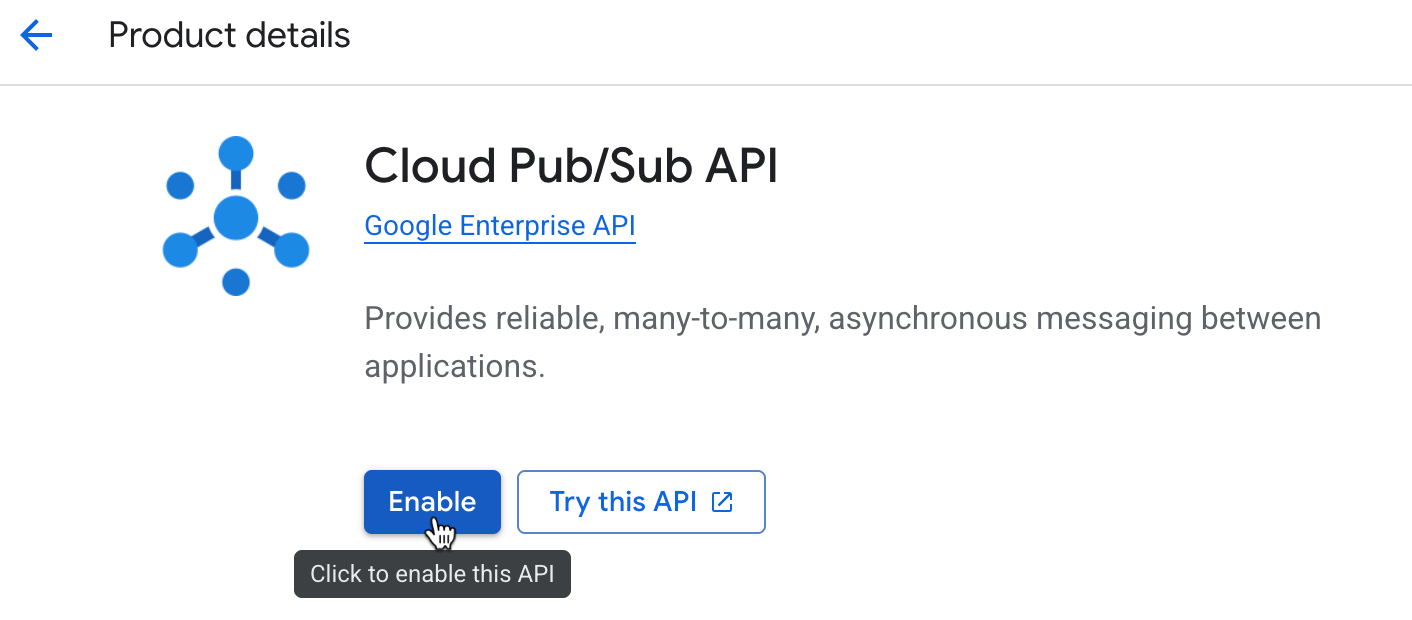 Product details
Cloud Pub/Sub API
Google Enterprise API
Provides reliable, many-to-many, asynchronous messaging between
applications.
Enable
Try this API
Click to enable this API